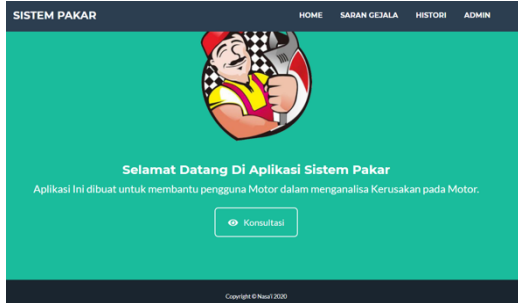 SISTEM PAKAR HOME SARAN GEJALA HISTORI ADMIN
Selamat Datang Di Aplikasi Sistem Pakar
Aplikasi Ini dibuat untuk membantu pengguna Motor dalam menganalisa Kerusakan pada Motor.
Konsultasi
Copyright © Nasa'i 2020